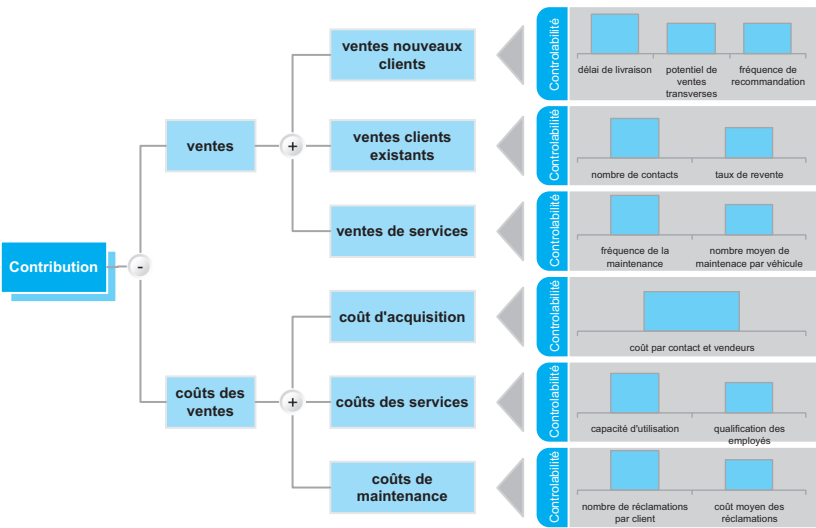 Contribution
-
ventes
+
ventes nouveaux
clients
Controlabilité
délai de livraison
potentiel de
ventes
transverses
fréquence de
recommandation
ventes clients
existants
Controlabilité
nombre de contacts
taux de revente
ventes de services
Controlabilité
fréquence de la
maintenance
nombre moyen de
maintenace par véhicule
coûts des
ventes
+
coût d'acquisition
Controlabilité
coût par contact et vendeurs
coûts des services
Controlabilité
capacité d'utilisation
qualification des
employés
coûts de
maintenance
Controlabilité
nombre de réclamations
par client
coût moyen des
réclamations